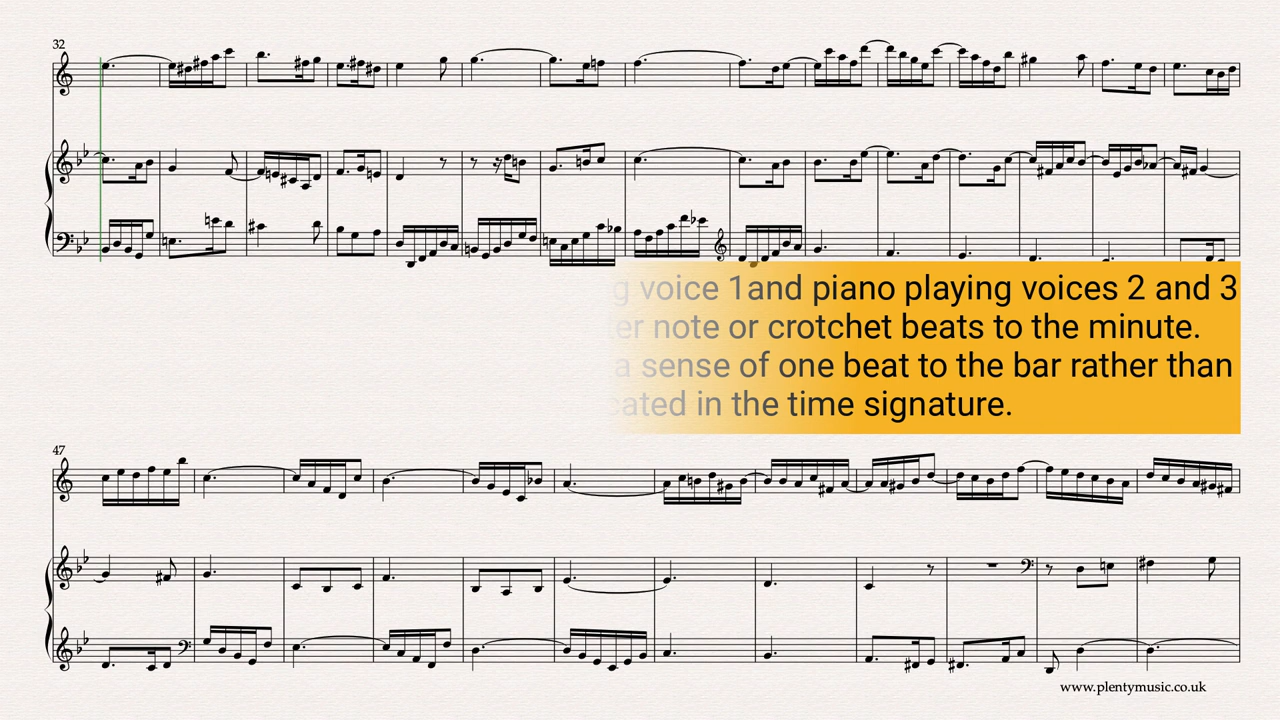 32
voice 1and piano playing voices 2 and 3
note or crotchet beats to the minute.
a sense of one beat to the bar rather than
in the time signature.
47
www.plentymusic.co.uk